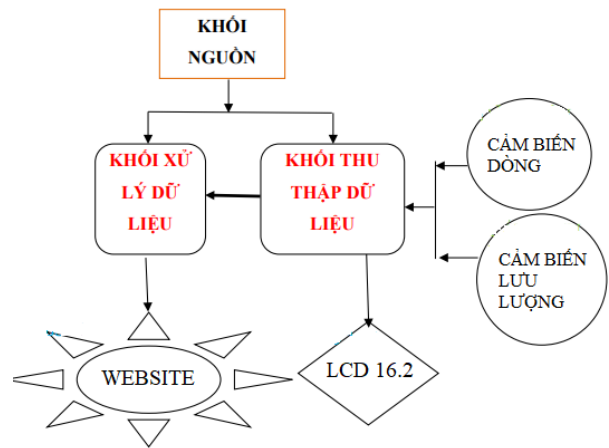 KHỐI
NGUỒN
KHỐI XỬ
LÝ DỮ
LIỆU
KHỐI THU
THẬP DỮ
LIỆU
CẢM BIẾN
DÒNG
CẢM BIẾN
LƯU
LƯỢNG
WEBSITE
LCD 16.2